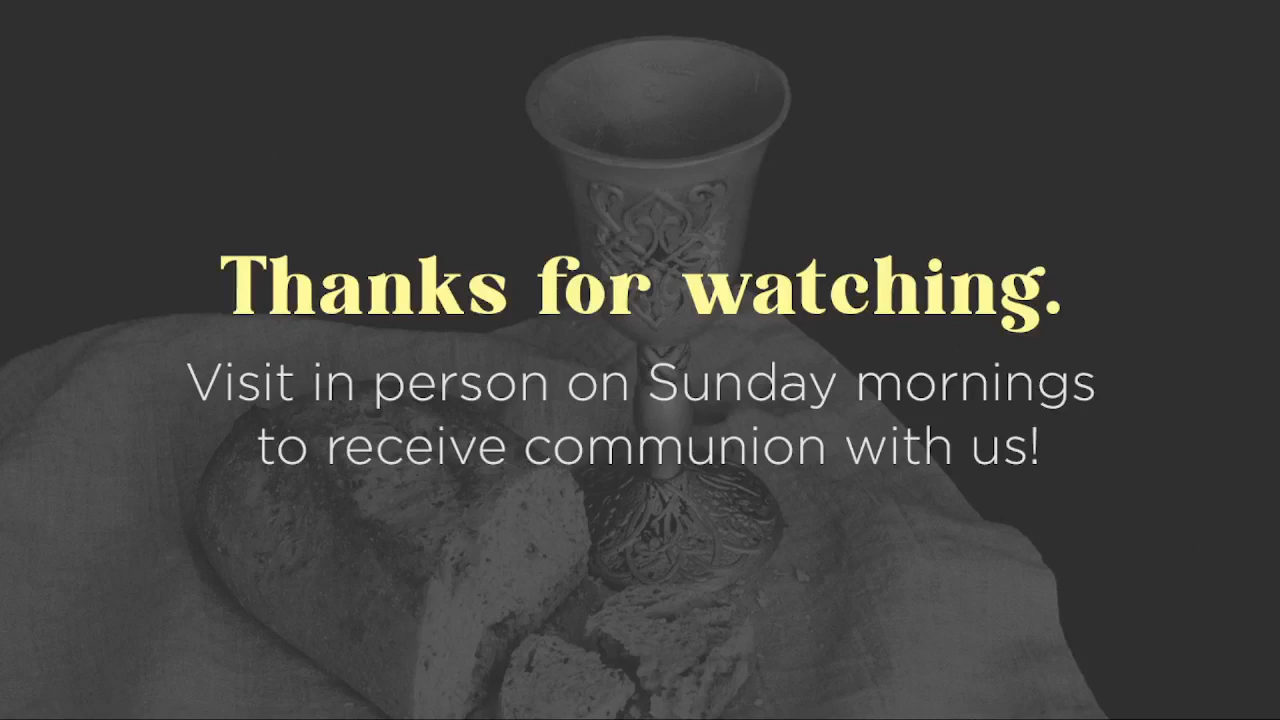 Thanks for watching.
Visit in person on Sunday mornings
to receive communion with us!